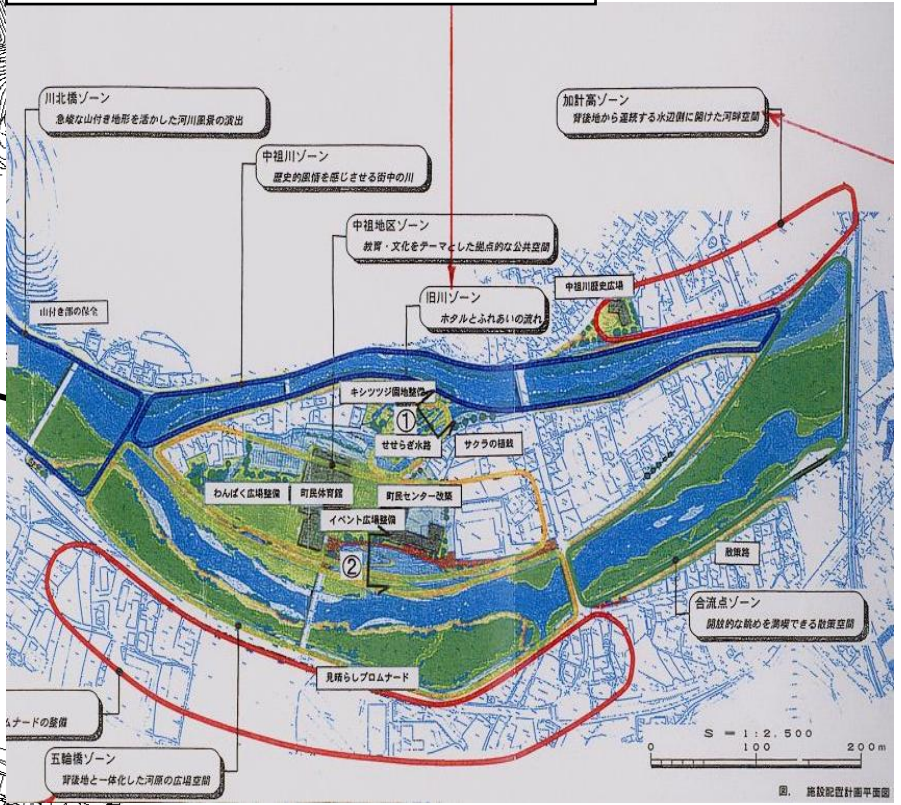 川北橋ゾーン
急峻な山付き地形を活かした河川風景の演出
加計高ゾーン
背後地から連続する水辺側に開けた河畔空間
中祖川ゾーン
歴史的風情を感じさせる街中の川
中祖地区ゾーン
教育・文化をテーマとした拠点的な公共空間
旧川ゾーン
ホタルとふれあいの流れ
中祖川歴史広場
山付き部の保全
キシツツジ園地整備
①
せせらぎ水路
サクラの植栽
わんぱく広場整備
町民体育館
町民センター改築
イベント広場整備
②
散策路
合流点ゾーン
開放的な眺めを満喫できる散策空間
見晴らしプロムナード
ムナードの整備
五輪橋ゾーン
背後地と一体化した河原の広場空間
S = 1:2.500
0 100 200m
図. 施設配置計画平面図